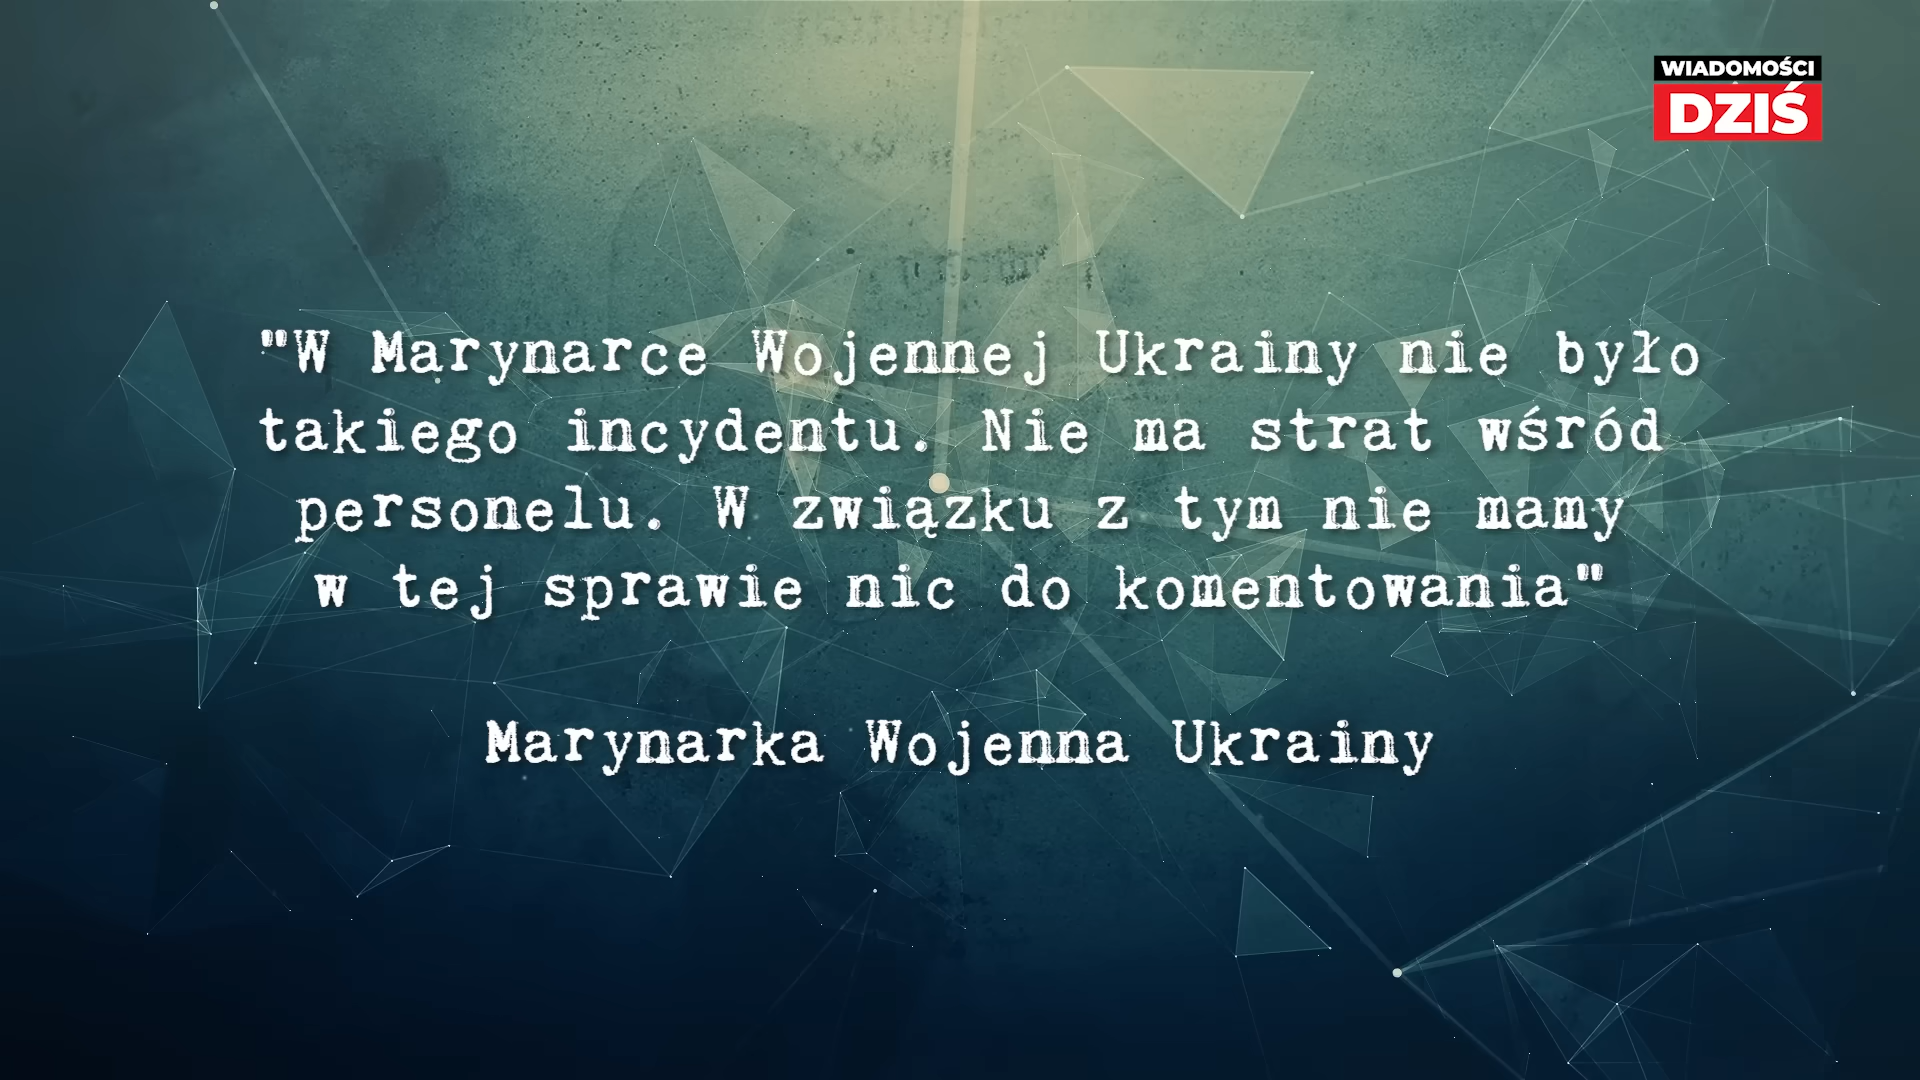 WIADOMOŚCI
DZIŚ
"W Marynarce Wojennej Ukrainy nie było
takiego incydentu. Nie ma strat wśród
personelu. W związku z tym nie mamy
w tej sprawie nic do komentowania"
Marynarka Wojenna Ukrainy